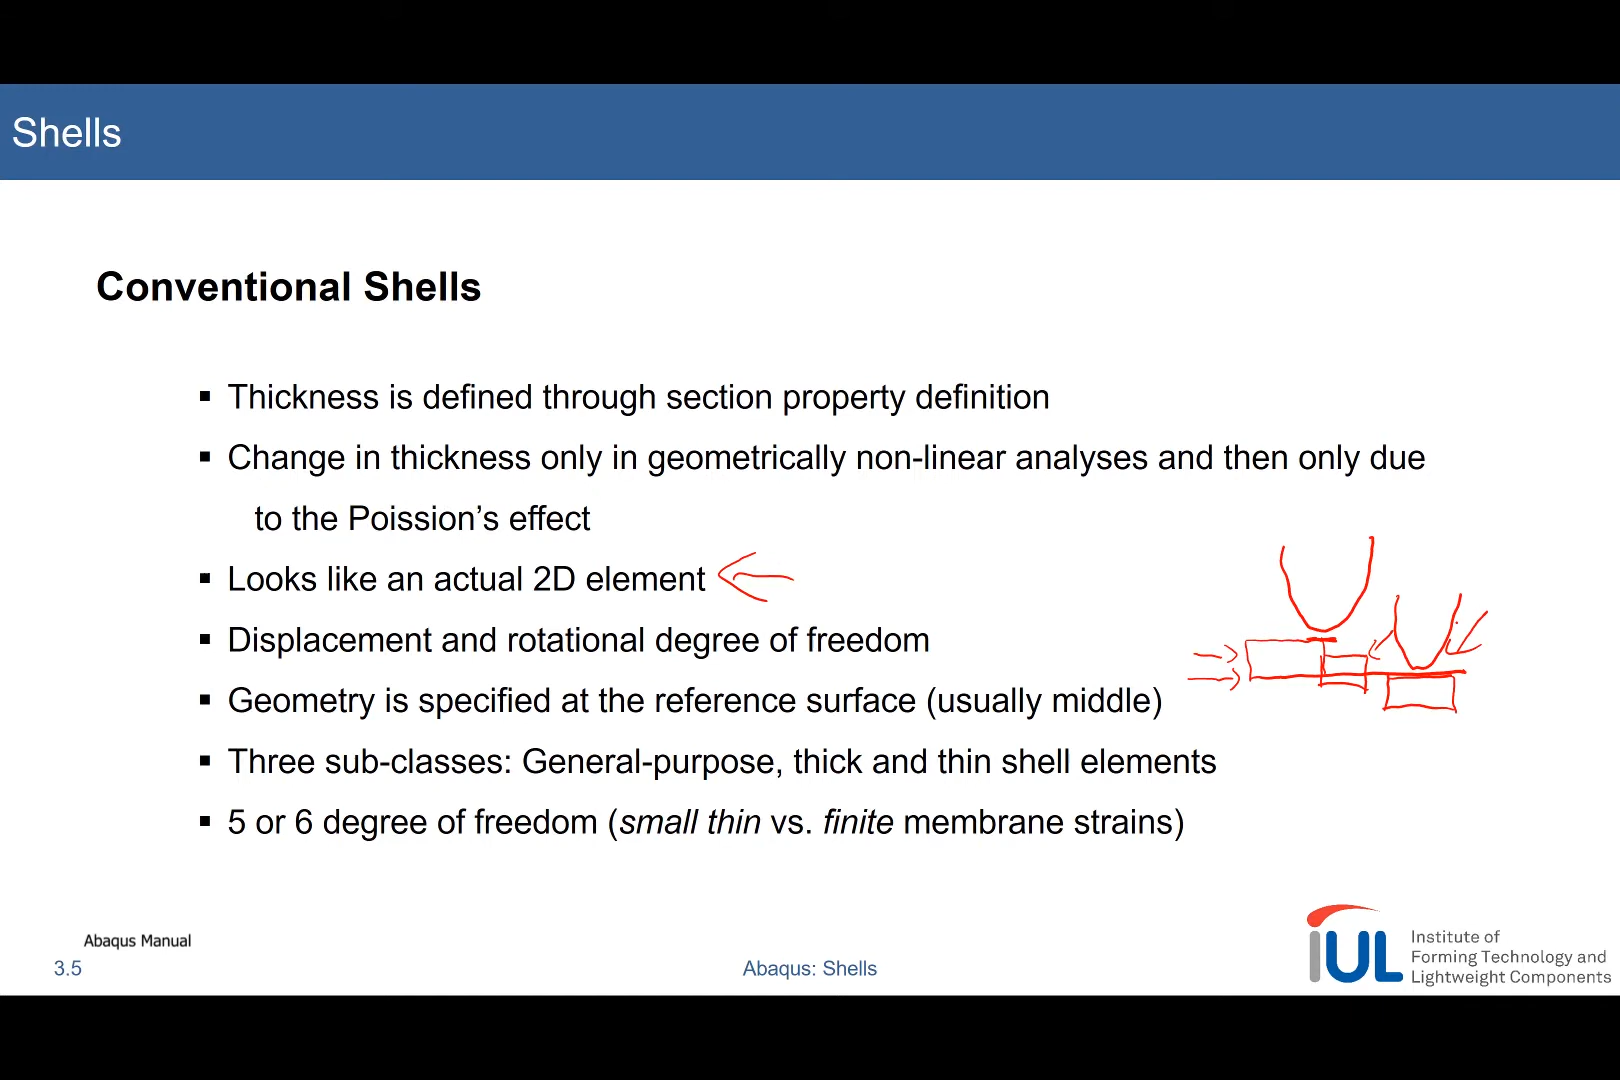 Shells
Conventional Shells
▪ Thickness is defined through section property definition
▪ Change in thickness only in geometrically non-linear analyses and then only due
to the Poission’s effect
▪ Looks like an actual 2D element
▪ Displacement and rotational degree of freedom
▪ Geometry is specified at the reference surface (usually middle)
▪ Three sub-classes: General-purpose, thick and thin shell elements
▪ 5 or 6 degree of freedom (small thin vs. finite membrane strains)
Abaqus Manual
3.5
Abaqus: Shells
iUL
Institute of
Forming Technology and
Lightweight Components